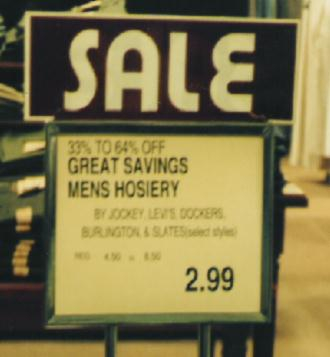 SALE
33% TO 64% OFF
GREAT SAVINGS
MENS HOSIERY
BY JOCKEY, LEVI'S, DOCKERS,
BURLINGTON, & SLATES(select styles)
REG 4.50 8.50
2.99